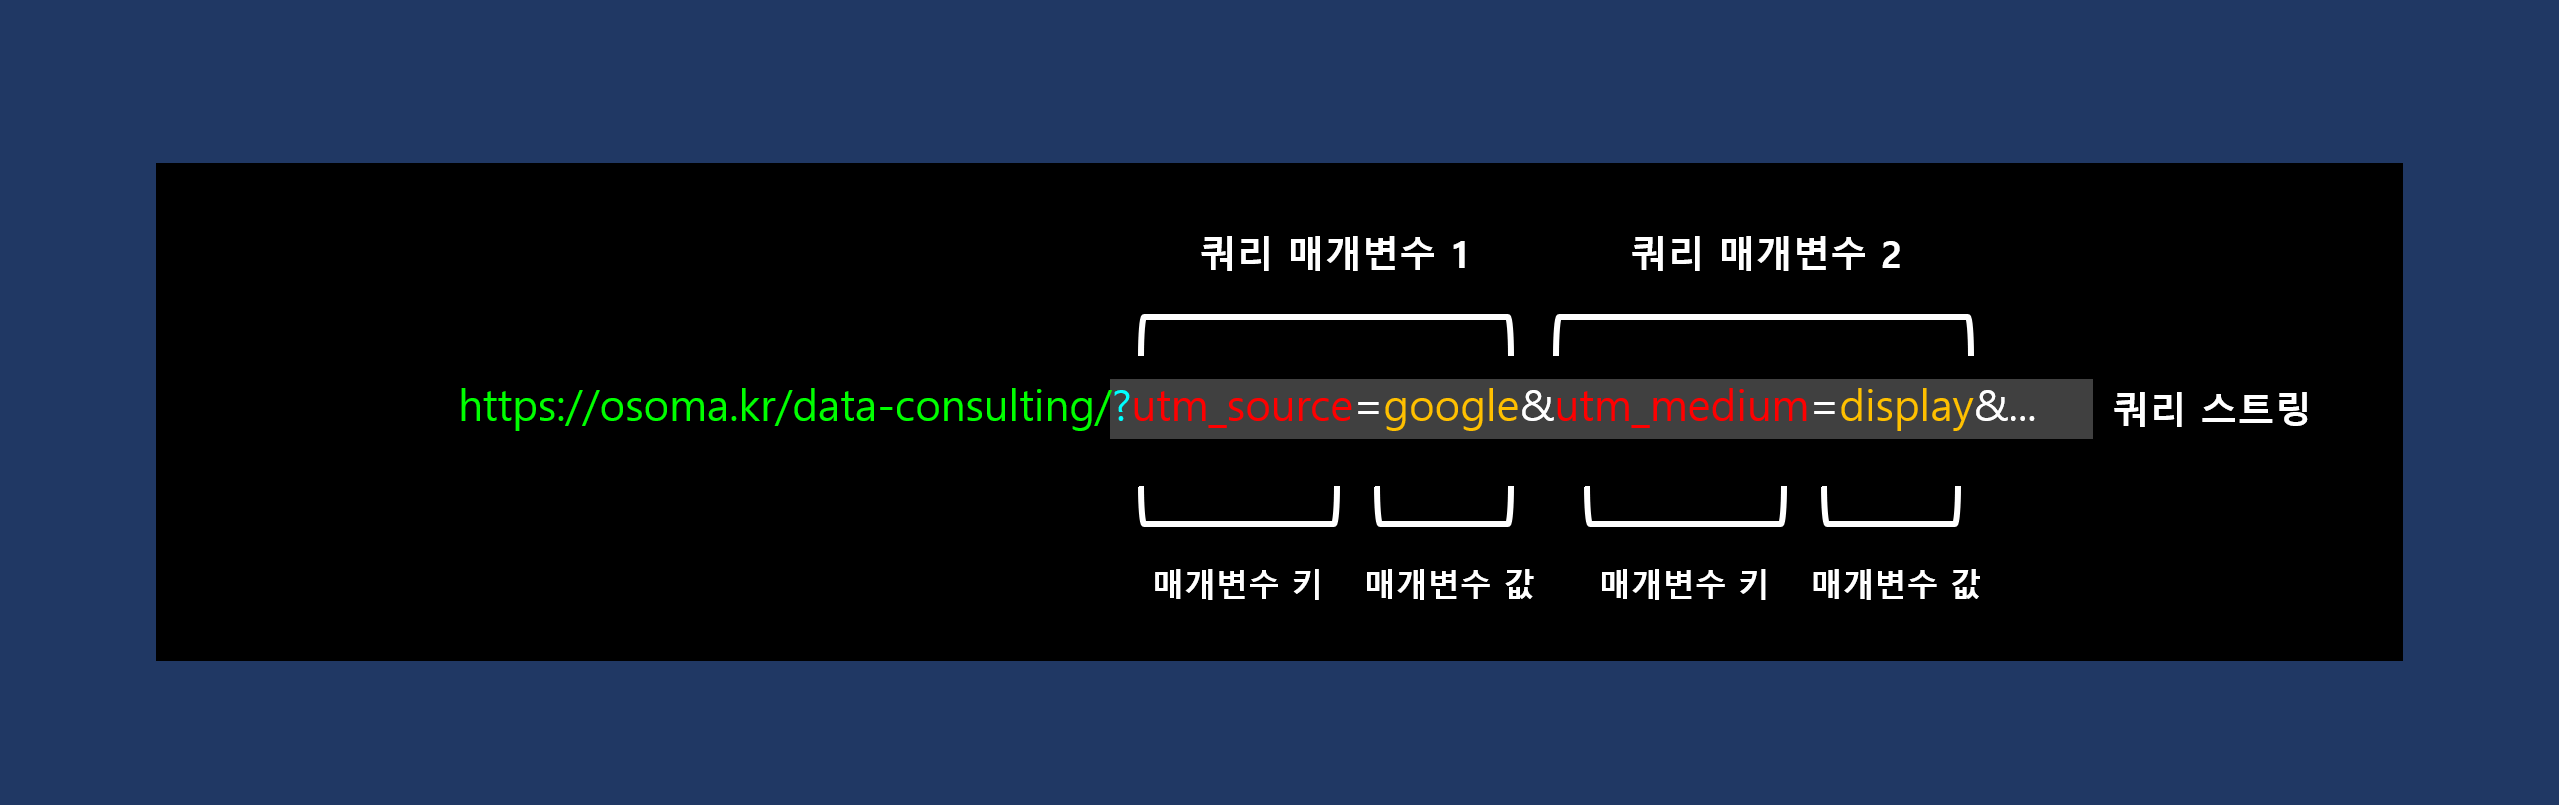 쿼리 매개변수 1 쿼리 매개변수 2
https://osoma.kr/data-consulting/?utm_source=google&utm_medium=display&... 쿼리 스트링
매개변수 키 매개변수 값 매개변수 키 매개변수 값